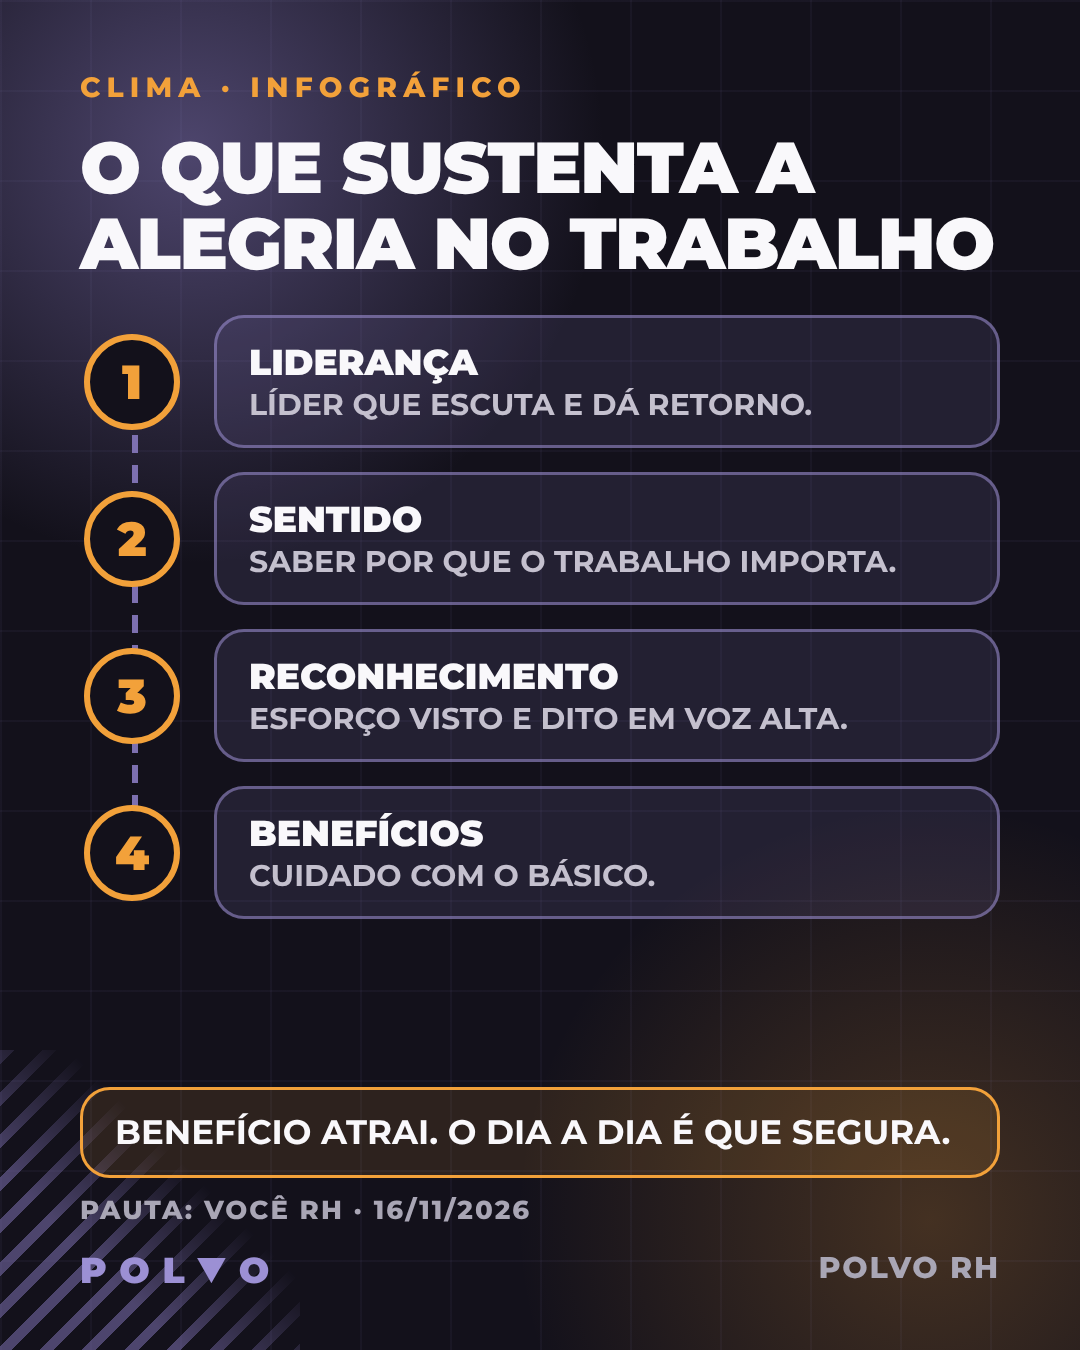 CLIMA · INFOGRÁFICO
O QUE SUSTENTA A
ALEGRIA NO TRABALHO
1
LIDERANÇA
LÍDER QUE ESCUTA E DÁ RETORNO.
2
SENTIDO
SABER POR QUE O TRABALHO IMPORTA.
3
RECONHECIMENTO
ESFORÇO VISTO E DITO EM VOZ ALTA.
4
BENEFÍCIOS
CUIDADO COM O BÁSICO.
BENEFÍCIO ATRAI. O DIA A DIA É QUE SEGURA.
PAUTA: VOCÊ RH · 16/11/2026
POL▼O
POLVO RH